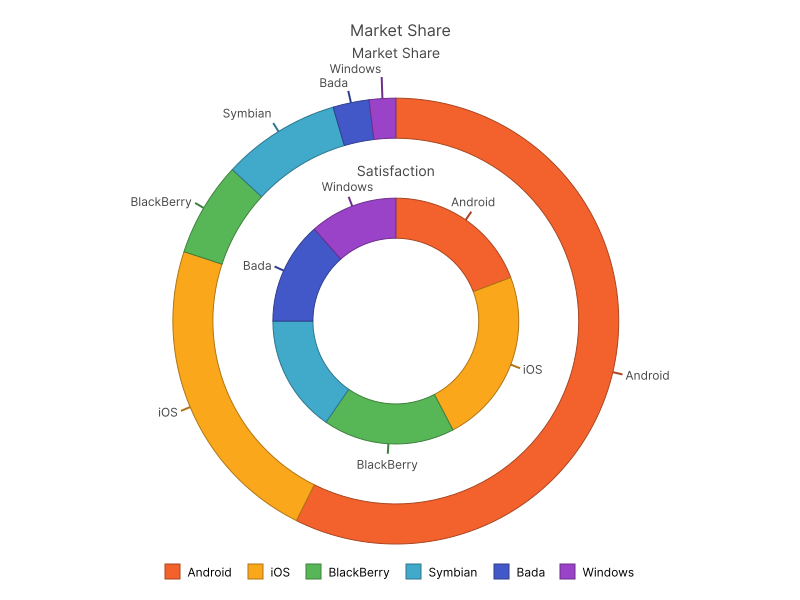 Market Share
Market Share
Windows
Bada
Symbian
BlackBerry
iOS
Android
Satisfaction
Windows
Android
Bada
iOS
BlackBerry
Android iOS BlackBerry Symbian Bada Windows